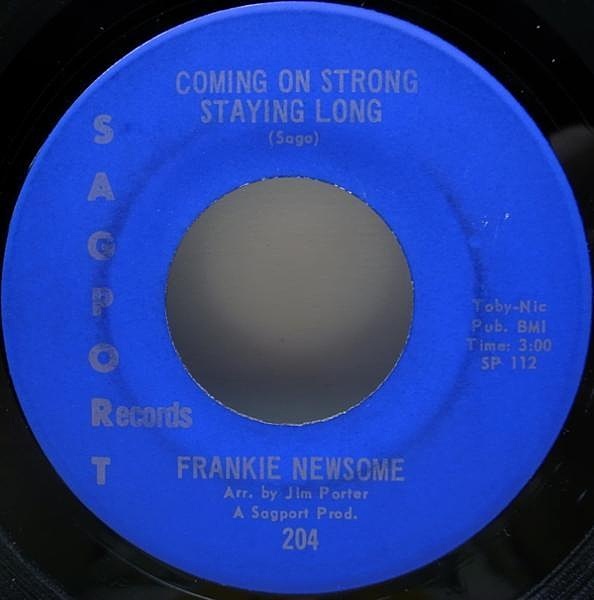 COMING ON STRONG
STAYING LONG
(Sago)
SAGPORT
Records
Toby-Nic
Pub. BMI
Time: 3:00
SP 112
FRANKIE NEWSOME
Arr. by Jim Porter
A Sagport Prod.
204